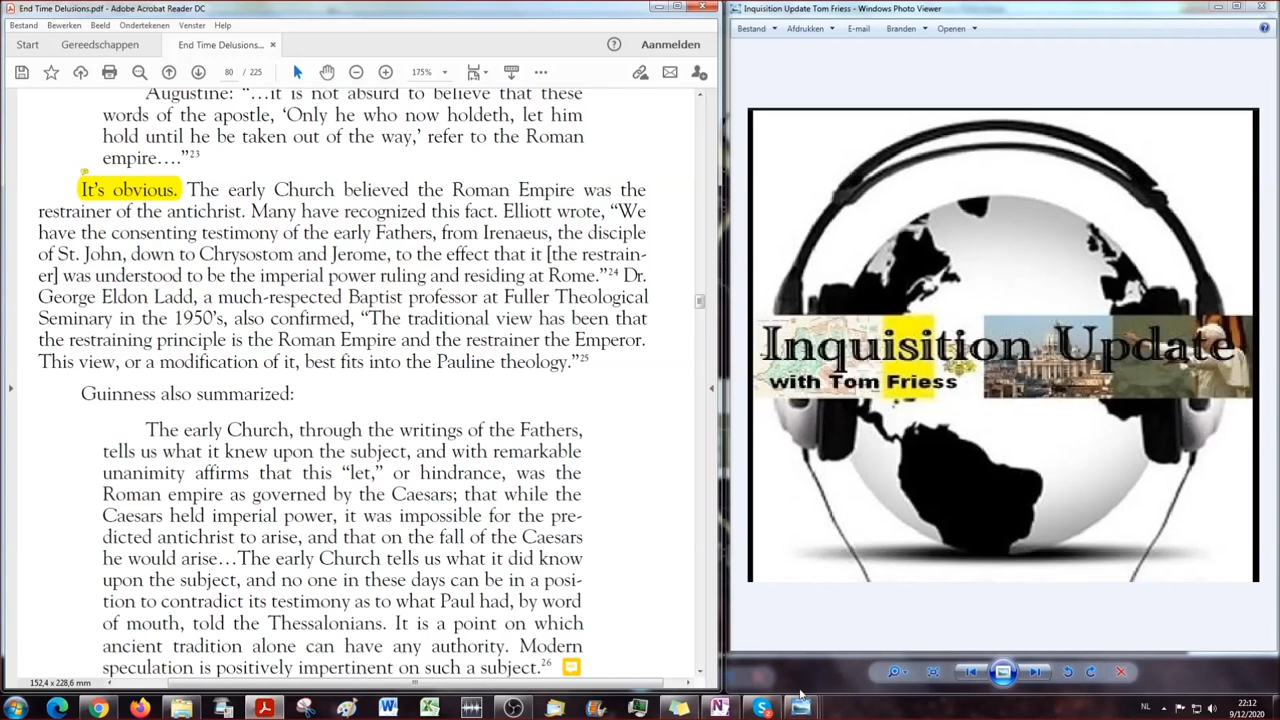 End Time Delusions.pdf - Adobe Acrobat Reader DC
Bestand Bewerken Beeld Ondertekenen Venster Help
Start Gereedschappen End Time Delusions... × Aanmelden
80 / 225 175%
Augustine: “…it is not absurd to believe that these
words of the apostle, ‘Only he who now holdeth, let him
hold until he be taken out of the way,’ refer to the Roman
empire….”23
It’s obvious. The early Church believed the Roman Empire was the
restrainer of the antichrist. Many have recognized this fact. Elliott wrote, “We
have the consenting testimony of the early Fathers, from Irenaeus, the disciple
of St. John, down to Chrysostom and Jerome, to the effect that it [the restrain-
er] was understood to be the imperial power ruling and residing at Rome.”24 Dr.
George Eldon Ladd, a much-respected Baptist professor at Fuller Theological
Seminary in the 1950’s, also confirmed, “The traditional view has been that
the restraining principle is the Roman Empire and the restrainer the Emperor.
This view, or a modification of it, best fits into the Pauline theology.”25
Guinness also summarized:
The early Church, through the writings of the Fathers,
tells us what it knew upon the subject, and with remarkable
unanimity affirms that this “let,” or hindrance, was the
Roman empire as governed by the Caesars; that while the
Caesars held imperial power, it was impossible for the pre-
dicted antichrist to arise, and that on the fall of the Caesars
he would arise…The early Church tells us what it did know
upon the subject, and no one in these days can be in a posi-
tion to contradict its testimony as to what Paul had, by word
of mouth, told the Thessalonians. It is a point on which
ancient tradition alone can have any authority. Modern
speculation is positively impertinent on such a subject.26
152,4 x 228,6 mm
Inquisition Update Tom Friess - Windows Photo Viewer
Bestand Afdrukken E-mail Branden Openen
Inquisition Update
with Tom Friess
NL
22:12
9/12/2020